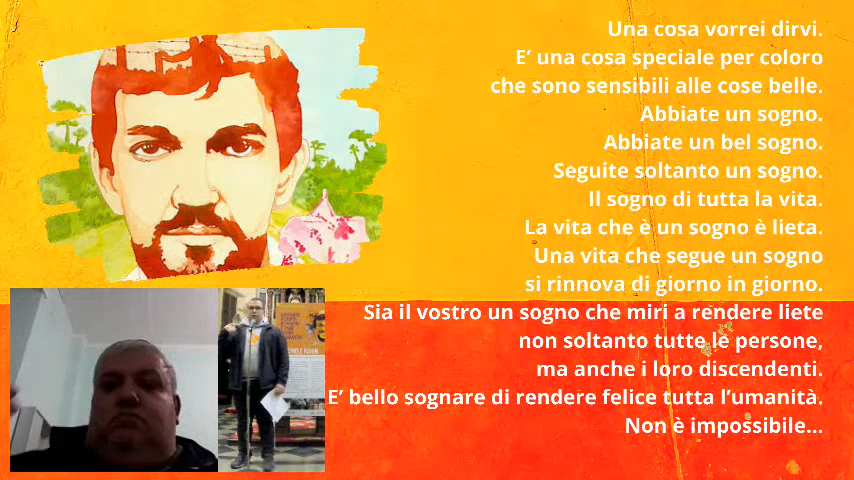 Una cosa vorrei dirvi.
E’ una cosa speciale per coloro
che sono sensibili alle cose belle.
Abbiate un sogno.
Abbiate un bel sogno.
Seguite soltanto un sogno.
Il sogno di tutta la vita.
La vita che è un sogno è lieta.
Una vita che segue un sogno
si rinnova di giorno in giorno.
Sia il vostro un sogno che miri a rendere liete
non soltanto tutte le persone,
ma anche i loro discendenti.
E’ bello sognare di rendere felice tutta l’umanità.
Non è impossibile...